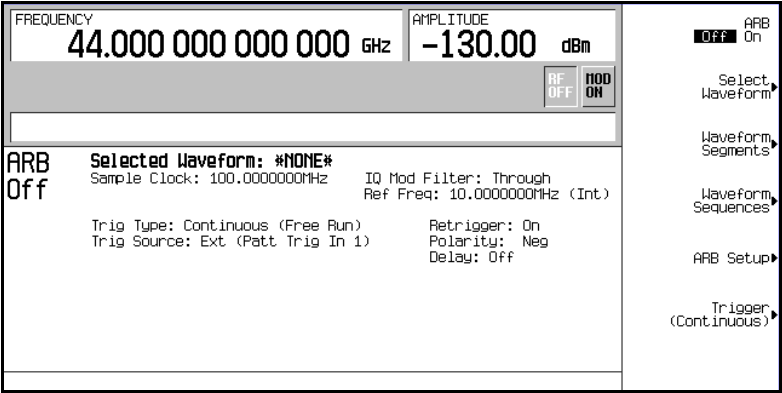 FREQUENCY
44.000 000 000 000 GHz
AMPLITUDE
-130.00 dBm
RF OFF
MOD ON
ARB Off
Selected Waveform: *NONE*
Sample Clock: 100.0000000MHz
IQ Mod Filter: Through
Ref Freq: 10.0000000MHz (Int)
Trig Type: Continuous (Free Run)
Retrigger: On
Trig Source: Ext (Patt Trig In 1)
Polarity: Neg
Delay: Off
ARB
Off On
Select
Waveform
Waveform
Segments
Waveform
Sequences
ARB Setup
Trigger
(Continuous)